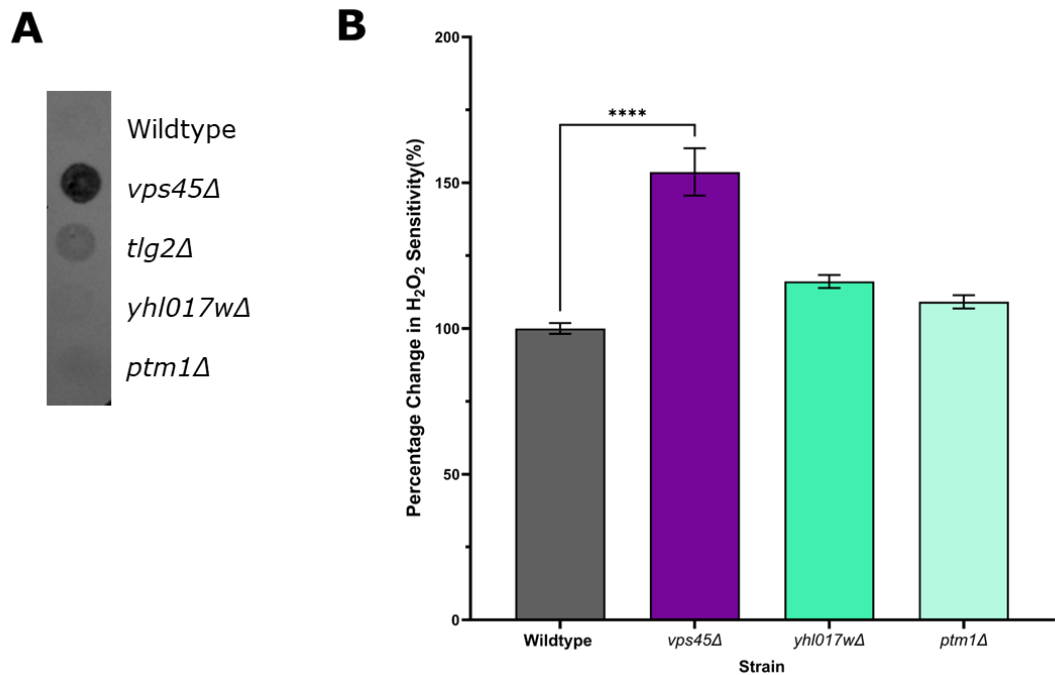 A
Wildtype
vps45Δ
tlg2Δ
yhl017wΔ
ptm1Δ
B
Percentage Change in H₂O₂ Sensitivity(%)
200
150
100
50
0
****
Wildtype
vps45Δ
yhl017wΔ
ptm1Δ
Strain